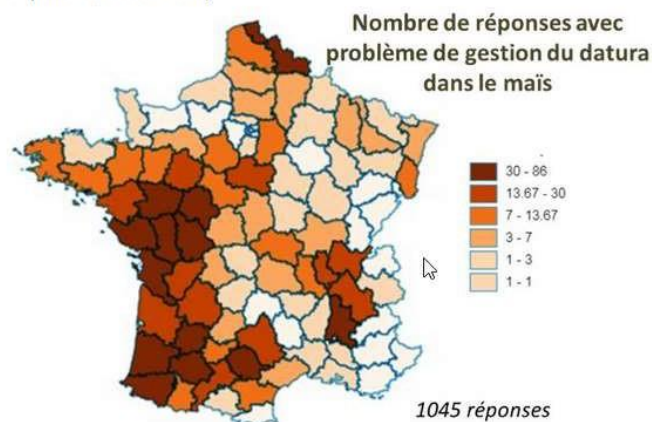 Nombre de réponses avec
problème de gestion du datura
dans le maïs
30 - 86
13.67 - 30
7 - 13.67
3 - 7
1 - 3
1 - 1
1045 réponses